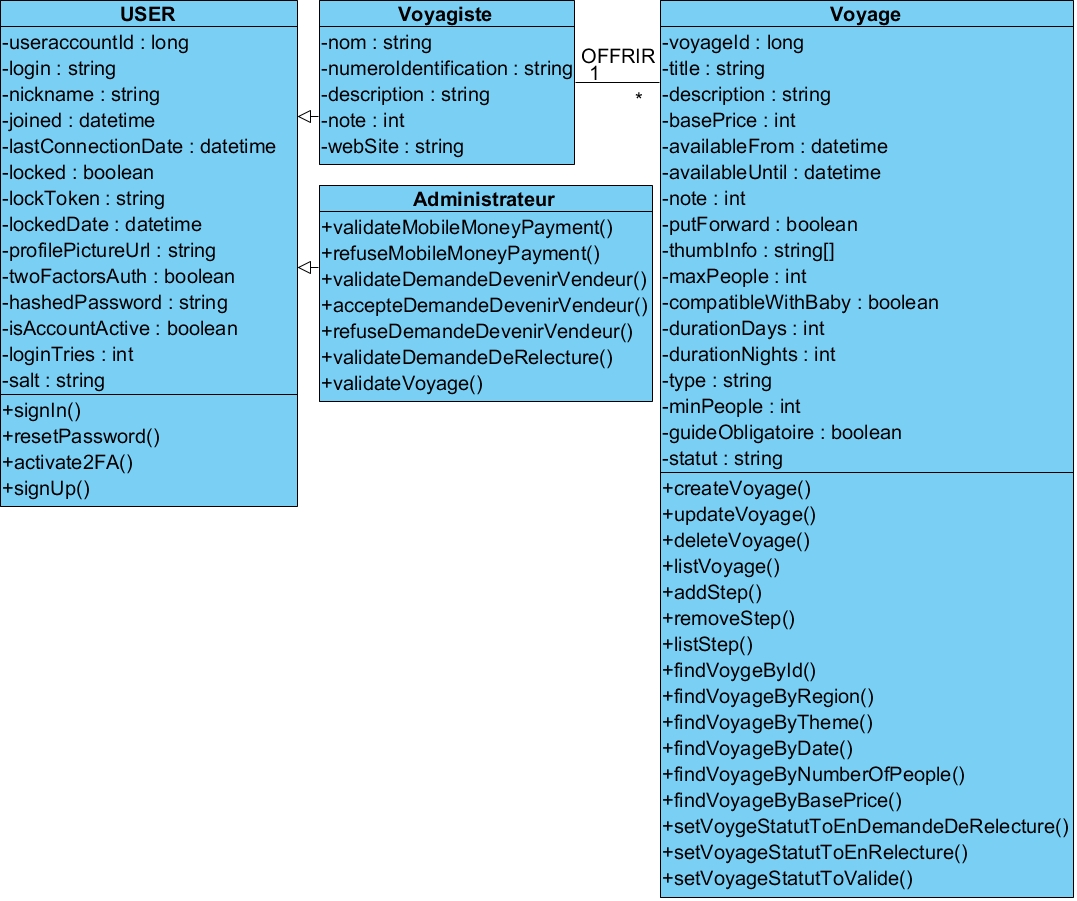 USER
-useraccountId : long
-login : string
-nickname : string
-joined : datetime
-lastConnectionDate : datetime
-locked : boolean
-lockToken : string
-lockedDate : datetime
-profilePictureUrl : string
-twoFactorsAuth : boolean
-hashedPassword : string
-isAccountActive : boolean
-loginTries : int
-salt : string
+signIn()
+resetPassword()
+activate2FA()
+signUp()
Voyagiste
-nom : string
-numeroIdentification : string
-description : string
-note : int
-webSite : string
OFFRIR
1
*
Administrateur
+validateMobileMoneyPayment()
+refuseMobileMoneyPayment()
+validateDemandeDevenirVendeur()
+accepteDemandeDevenirVendeur()
+refuseDemandeDevenirVendeur()
+validateDemandeDeRelecture()
+validateVoyage()
Voyage
-voyageId : long
-title : string
-description : string
-basePrice : int
-availableFrom : datetime
-availableUntil : datetime
-note : int
-putForward : boolean
-thumbInfo : string[]
-maxPeople : int
-compatibleWithBaby : boolean
-durationDays : int
-durationNights : int
-type : string
-minPeople : int
-guideObligatoire : boolean
-statut : string
+createVoyage()
+updateVoyage()
+deleteVoyage()
+listVoyage()
+addStep()
+removeStep()
+listStep()
+findVoygeById()
+findVoyageByRegion()
+findVoyageByTheme()
+findVoyageByDate()
+findVoyageByNumberOfPeople()
+findVoyageByBasePrice()
+setVoygeStatutToEnDemandeDeRelecture()
+setVoyageStatutToEnRelecture()
+setVoyageStatutToValide()